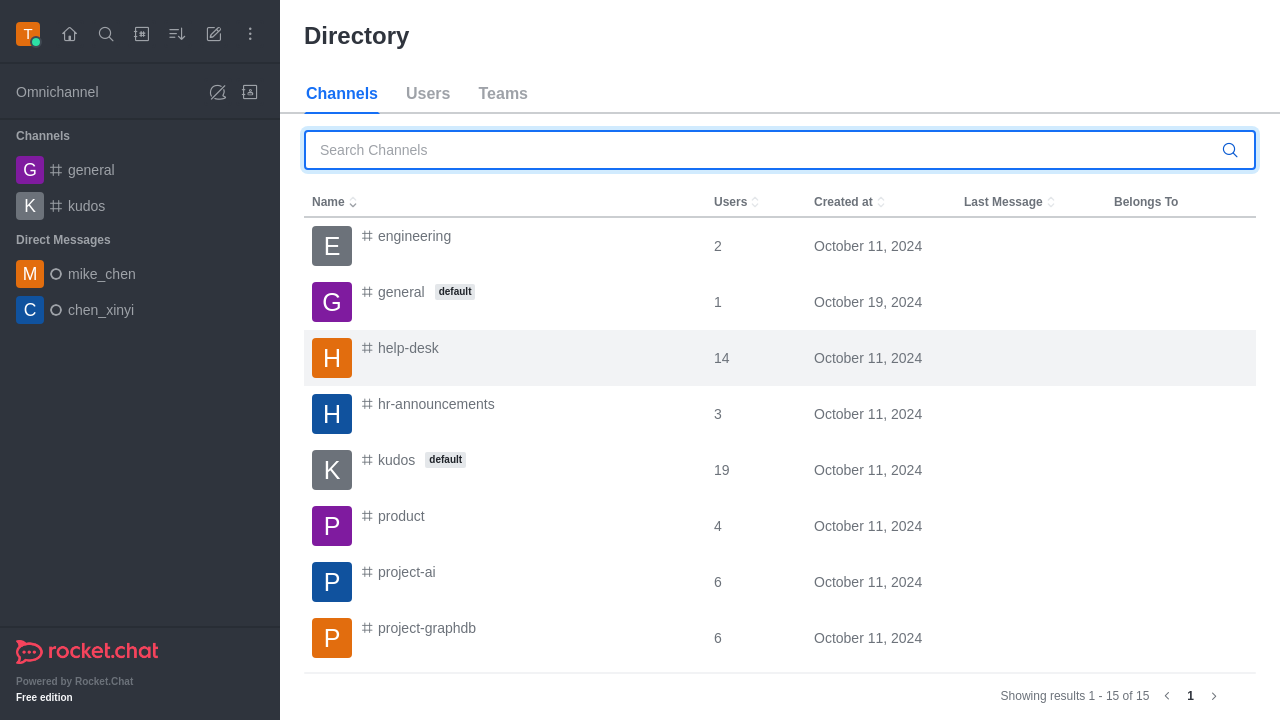 T
Directory
Omnichannel
Channels Users Teams
Search Channels
Channels
G general
K kudos
Direct Messages
M mike_chen
C chen_xinyi
Name Users Created at Last Message Belongs To
E engineering 2 October 11, 2024
G general default 1 October 19, 2024
H help-desk 14 October 11, 2024
H hr-announcements 3 October 11, 2024
K kudos default 19 October 11, 2024
P product 4 October 11, 2024
P project-ai 6 October 11, 2024
P project-graphdb 6 October 11, 2024
rocket.chat
Powered by Rocket.Chat
Free edition
Showing results 1 - 15 of 15 1